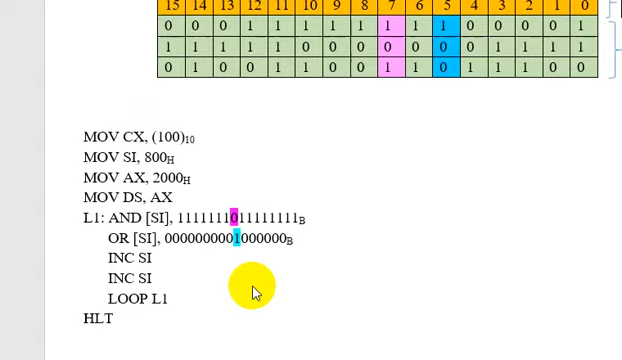 15 14 13 12 11 10 9 8 7 6 5 4 3 2 1 0
0 0 0 1 1 1 1 1 1 1 1 0 0 0 0 1
1 1 1 1 1 0 0 0 0 0 0 0 1 1 1 1
0 1 0 0 1 1 0 0 1 1 0 1 1 1 0 0
MOV CX, (100)10
MOV SI, 800H
MOV AX, 2000H
MOV DS, AX
L1: AND [SI], 1111111011111111B
OR [SI], 0000000001000000B
INC SI
INC SI
LOOP L1
HLT